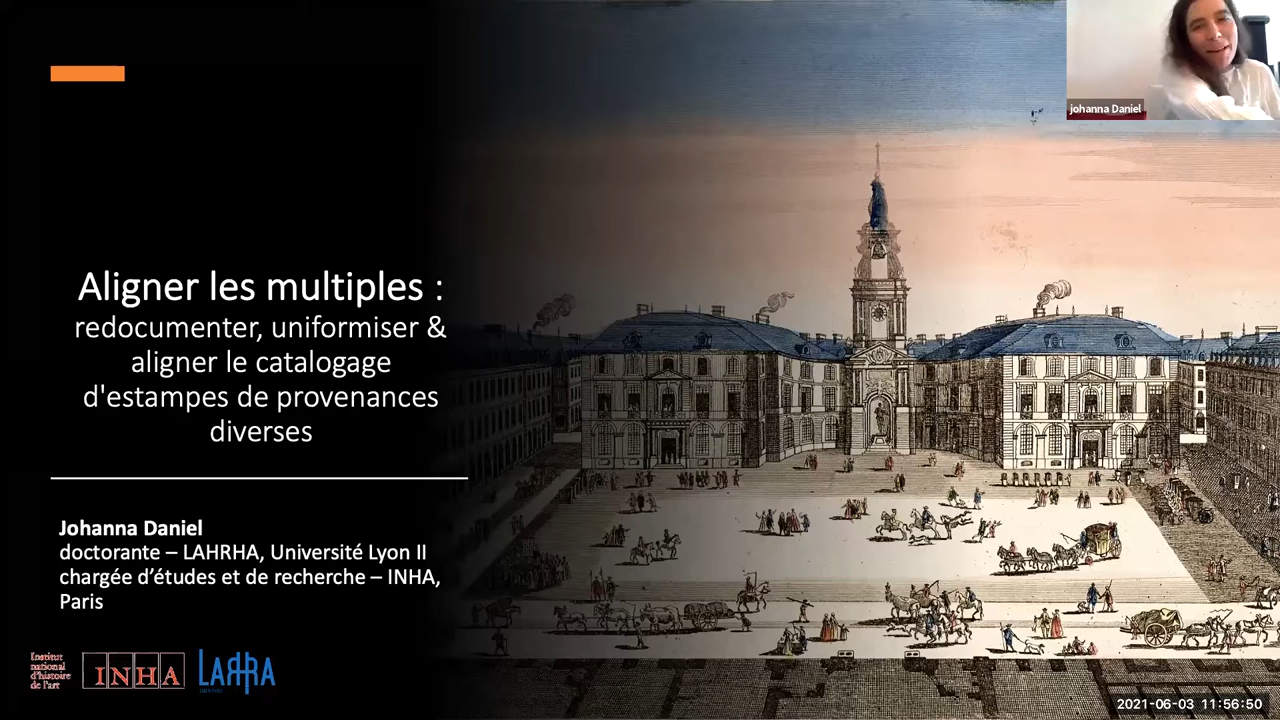 johanna Daniel
Aligner les multiples :
redocumenter, uniformiser &
aligner le catalogage
d'estampes de provenances
diverses
Johanna Daniel
doctorante – LAHRHA, Université Lyon II
chargée d’études et de recherche – INHA,
Paris
Institut
national
d'histoire
de l'art
INHA
LARHRA
2021-06-03 11:56:50